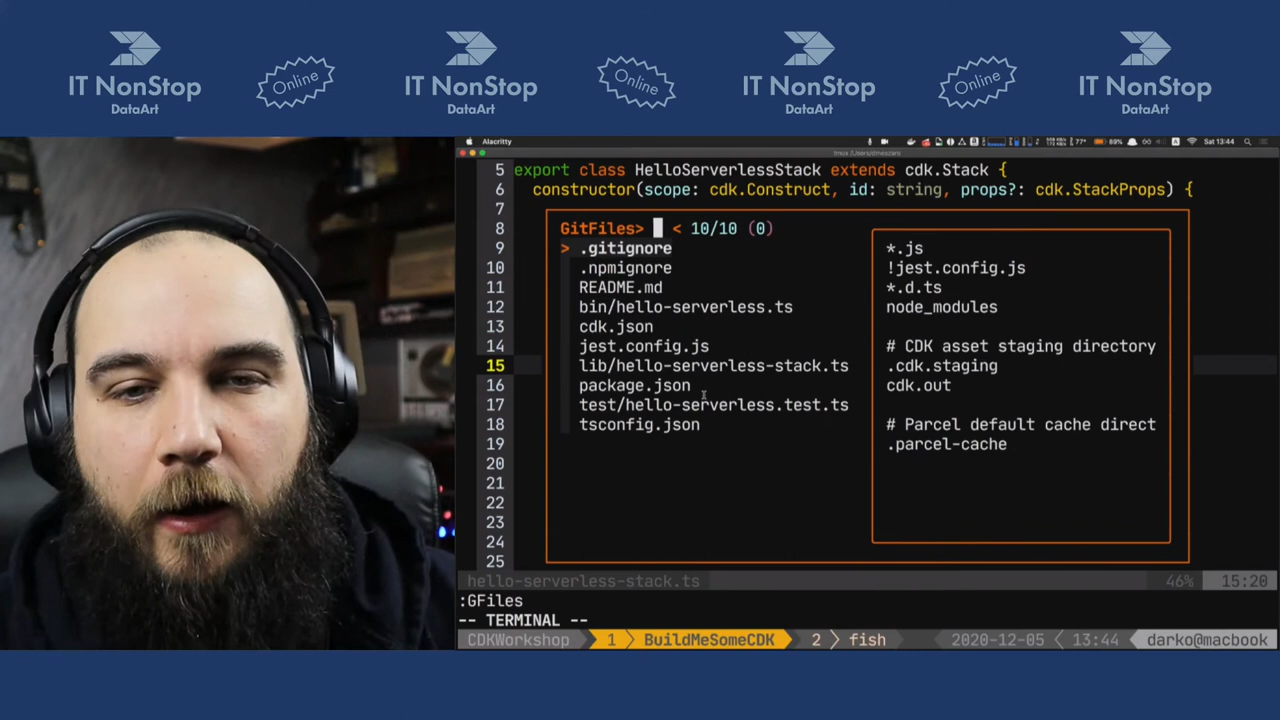 IT NonStop
DataArt
Online
IT NonStop
DataArt
Online
IT NonStop
DataArt
Online
IT NonStop
DataArt
Alacritty
89%
Sat 13:44
5 export class HelloServerlessStack extends cdk.Stack {
6 constructor(scope: cdk.Construct, id: string, props?: cdk.StackProps) {
7
8 GitFiles> < 10/10 (0)
9 > .gitignore *.js
10 .npmignore !jest.config.js
11 README.md *.d.ts
12 bin/hello-serverless.ts node_modules
13 cdk.json
14 jest.config.js # CDK asset staging directory
15 lib/hello-serverless-stack.ts .cdk.staging
16 package.json cdk.out
17 test/hello-serverless.test.ts
18 tsconfig.json # Parcel default cache direct
19 .parcel-cache
20
21
22
23
24
25
hello-serverless-stack.ts 46% 15:20
:GFiles
-- TERMINAL --
CDKWorkshop 1 BuildMeSomeCDK 2 fish 2020-12-05 13:44 darko@macbook